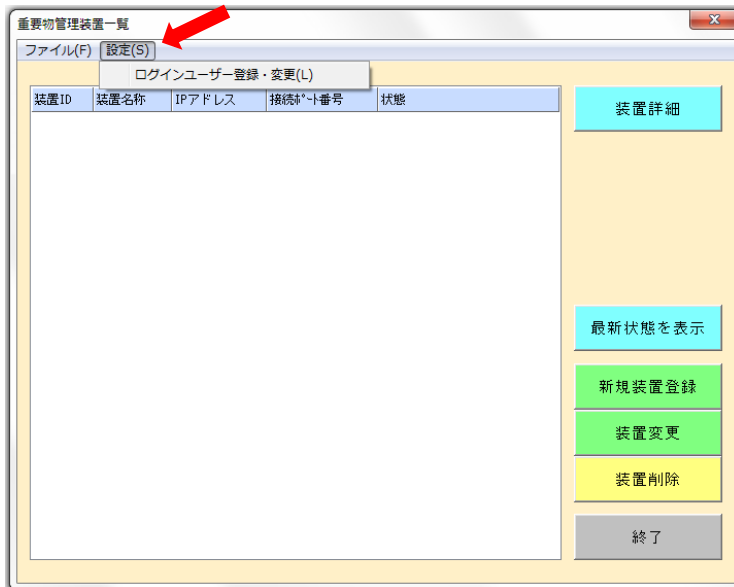 重要物管理装置一覧
ファイル(F) 設定(S)
ログインユーザー登録・変更(L)
装置ID 装置名称 IPアドレス 接続ﾎﾟｰﾄ番号 状態
装置詳細
最新状態を表示
新規装置登録
装置変更
装置削除
終了